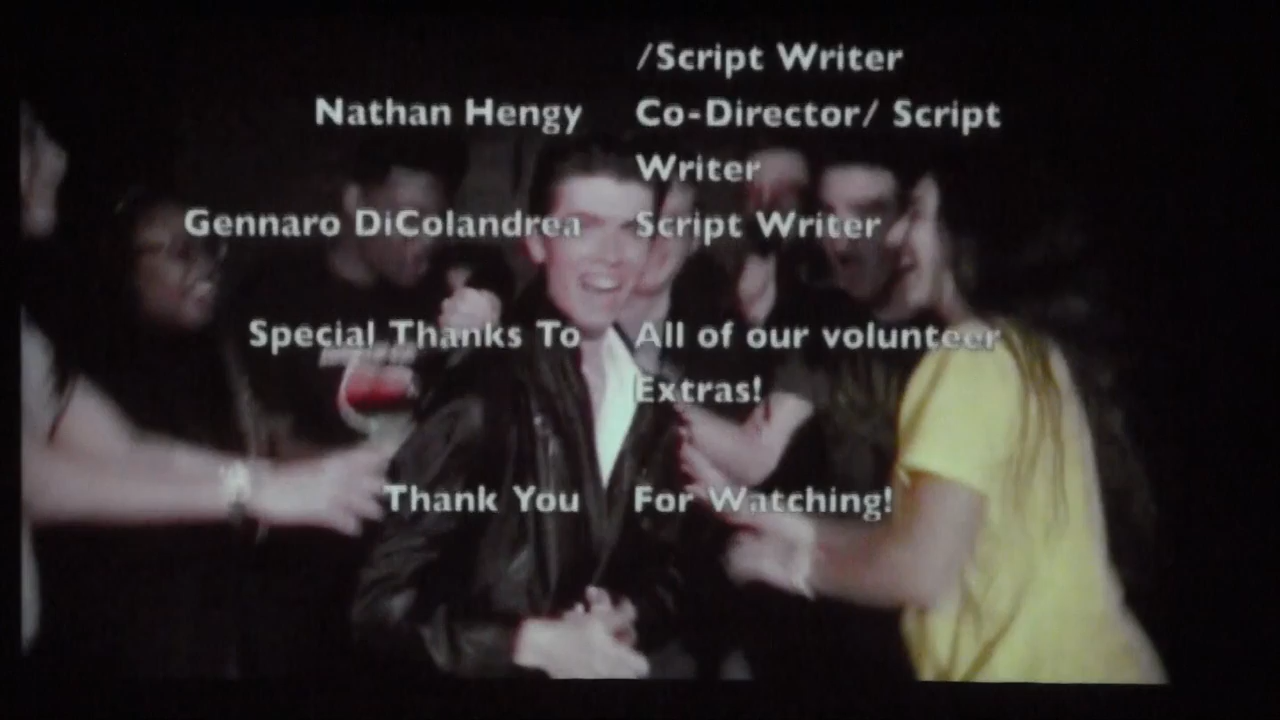 /Script Writer
Nathan Hengy Co-Director/ Script
Writer
Gennaro DiColandrea Script Writer
Special Thanks To All of our volunteer
Extras!
Thank You For Watching!